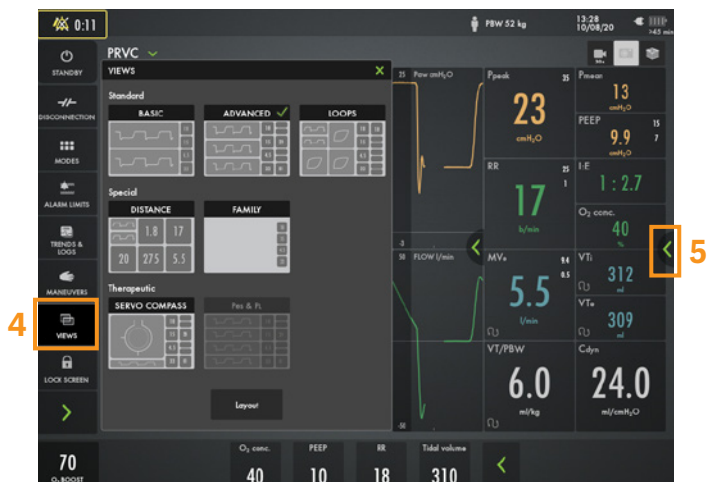 0:11
PBW 52 kg
13:28
10/08/20
>45 min
STANDBY
DISCONNECTION
MODES
ALARM LIMITS
TRENDS &
LOGS
MANEUVERS
4
VIEWS
LOCK SCREEN
PRVC
VIEWS
Standard
BASIC
ADVANCED
LOOPS
Special
DISTANCE
FAMILY
1.8 17
20 275 5.5
Therapeutic
SERVO COMPASS
Pes & PL
Layout
25 Paw cmH₂O
-3
50 FLOW l/min
-50
Ppeak 35
23
cmH₂O
Pmean
13
cmH₂O
PEEP 15
9.9 7
cmH₂O
RR 25
1
17
b/min
I:E
1 : 2.7
O₂ conc.
40
%
5
MVe 9.4
0.5
5.5
l/min
VTi
312
ml
VTe
309
ml
VT/PBW
6.0
ml/kg
Cdyn
24.0
ml/cmH₂O
70
O₂ BOOST
O₂ conc.
40
PEEP
10
RR
18
Tidal volume
310